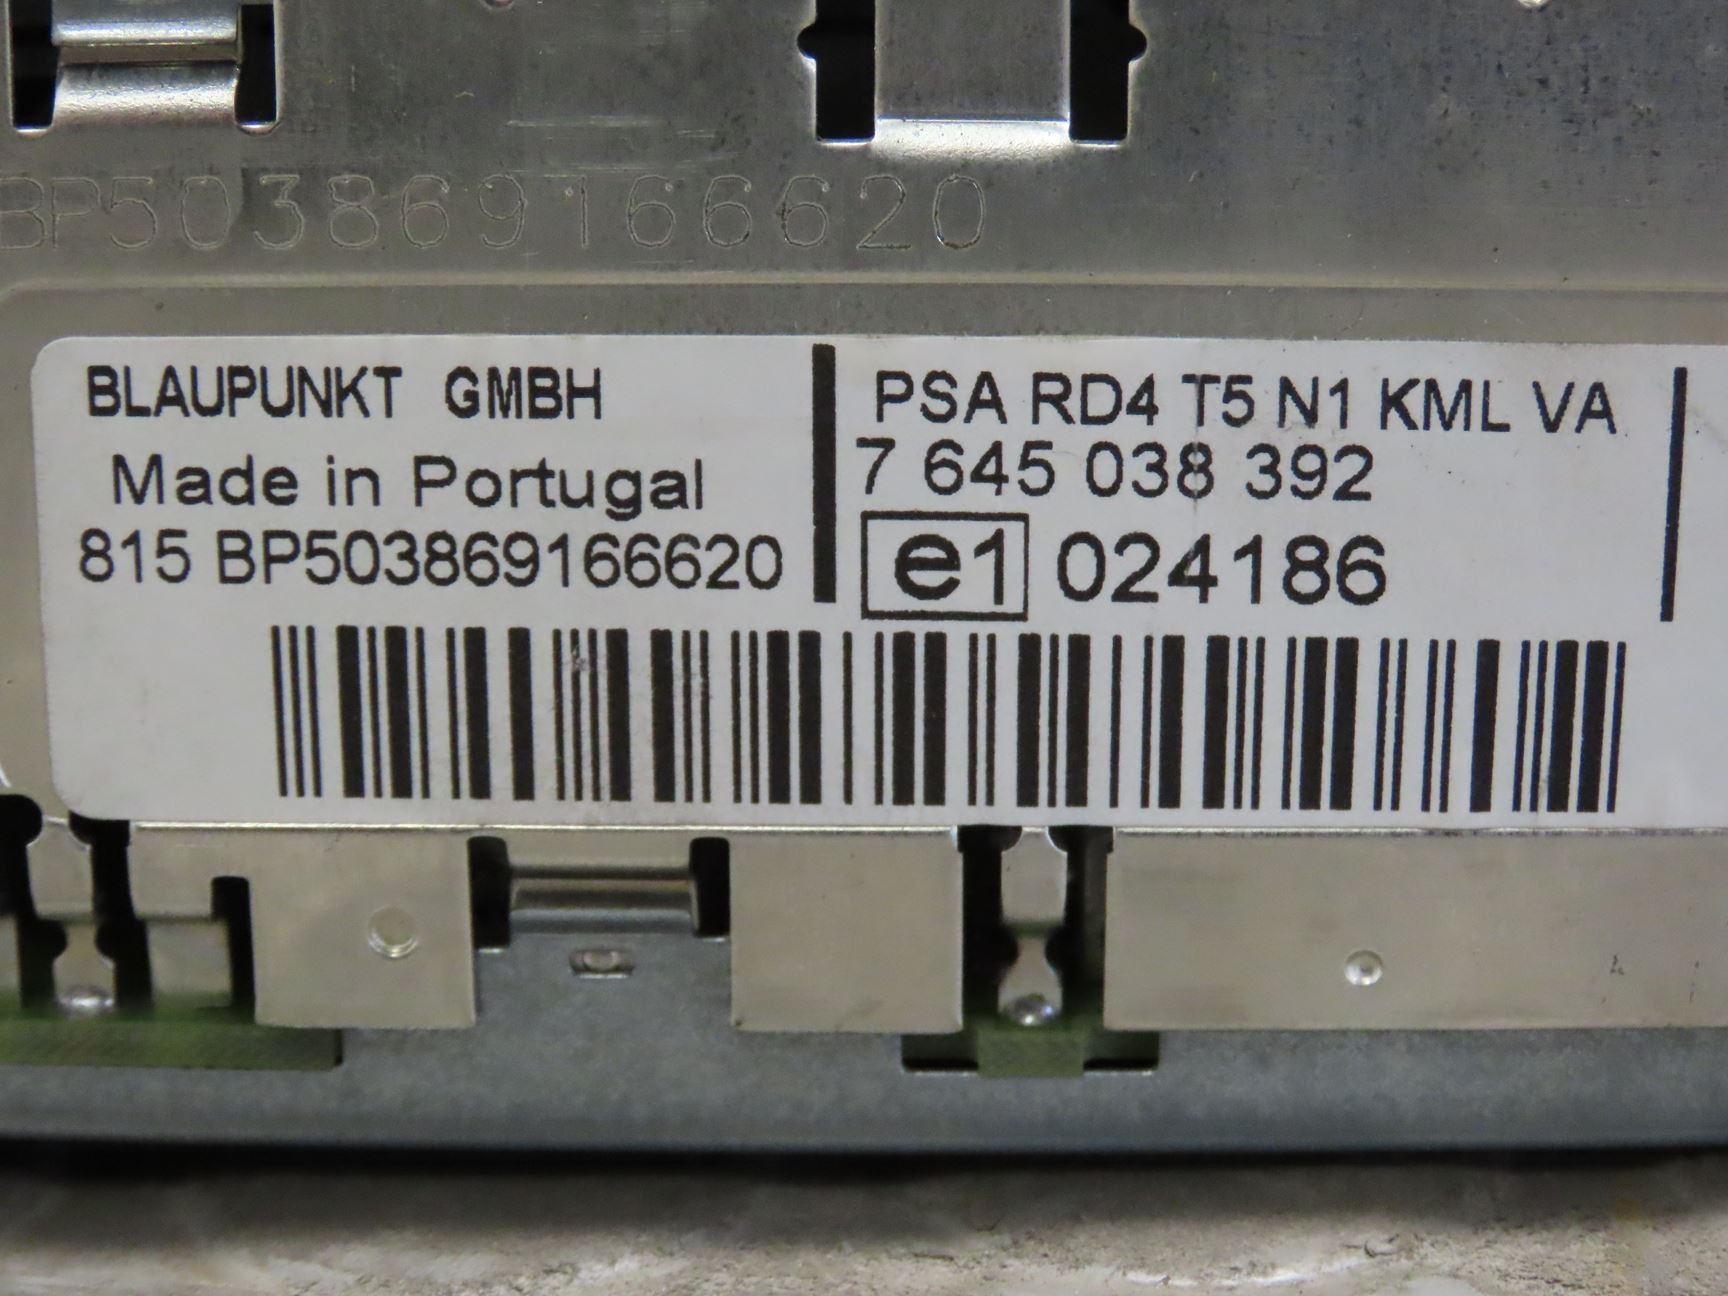 BP503869166620
BLAUPUNKT GMBH
Made in Portugal
815 BP503869166620
PSA RD4 T5 N1 KML VA
7 645 038 392
e1 024186